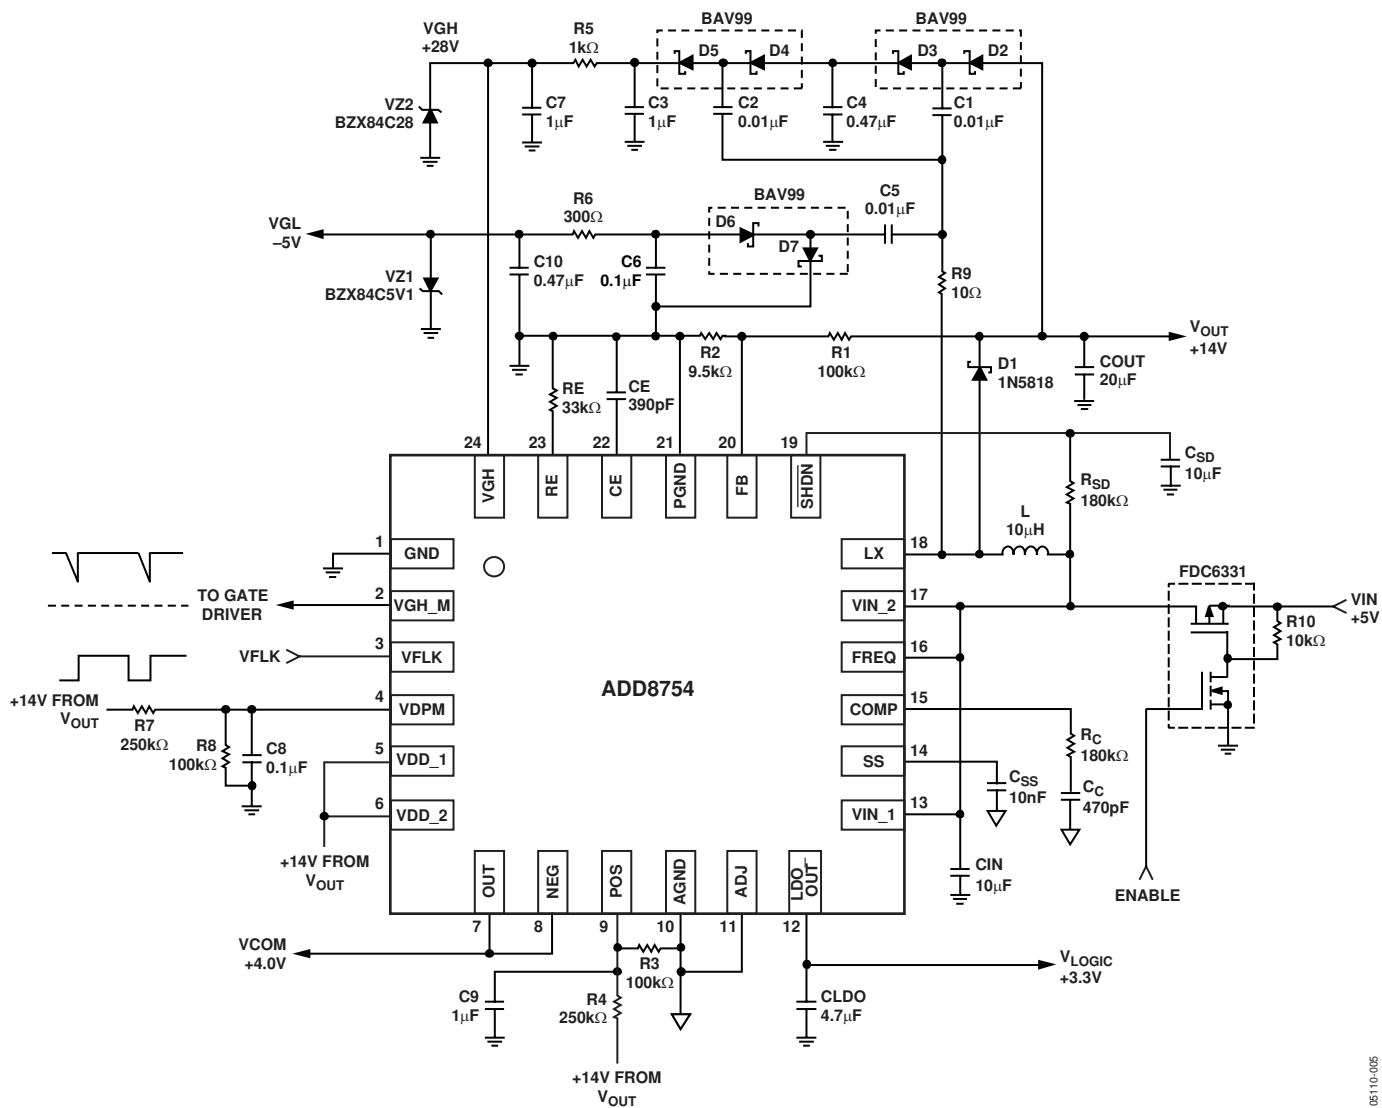 BAV99
BAV99
VGH
+28V
R5
1kΩ
D5
D4
D3
D2
VZ2
BZX84C28
C7
1μF
C3
1μF
C2
0.01μF
C4
0.47μF
C1
0.01μF
BAV99
R6
300Ω
C5
0.01μF
VGL
–5V
D6
D7
VZ1
BZX84C5V1
C10
0.47μF
C6
0.1μF
R9
10Ω
R2
9.5kΩ
R1
100kΩ
VOUT
+14V
RE
33kΩ
CE
390pF
D1
1N5818
COUT
20μF
24
23
22
21
20
19
VGH
RE
CE
PGND
FB
SHDN
CSD
10μF
RSD
180kΩ
L
10μH
1
GND
18
LX
FDC6331
TO GATE
DRIVER
2
VGH_M
17
VIN_2
VIN
+5V
R10
10kΩ
VFLK
3
VFLK
16
FREQ
ADD8754
+14V FROM
VOUT
R7
250kΩ
4
VDPM
15
COMP
R8
100kΩ
C8
0.1μF
RC
180kΩ
5
VDD_1
14
SS
CSS
10nF
CC
470pF
6
VDD_2
13
VIN_1
+14V FROM
VOUT
OUT
NEG
POS
AGND
ADJ
LDO_OUT
CIN
10μF
ENABLE
7
8
9
10
11
12
VCOM
+4.0V
R3
100kΩ
VLOGIC
+3.3V
C9
1μF
R4
250kΩ
CLDO
4.7μF
+14V FROM
VOUT
05110-005